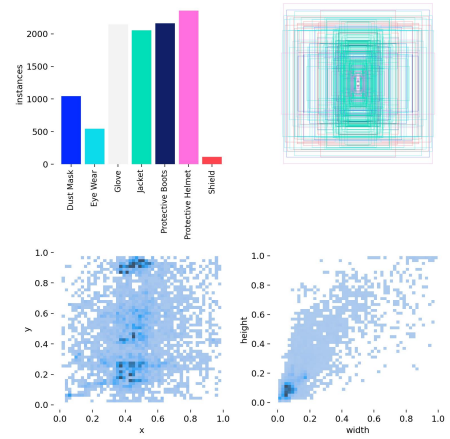 instances
2000
1500
1000
500
0
Dust Mask
Eye Wear
Glove
Jacket
Protective Boots
Protective Helmet
Shield
y
1.0
0.8
0.6
0.4
0.2
0.0
0.0 0.2 0.4 0.6 0.8 1.0
x
height
1.0
0.8
0.6
0.4
0.2
0.0
0.0 0.2 0.4 0.6 0.8 1.0
width